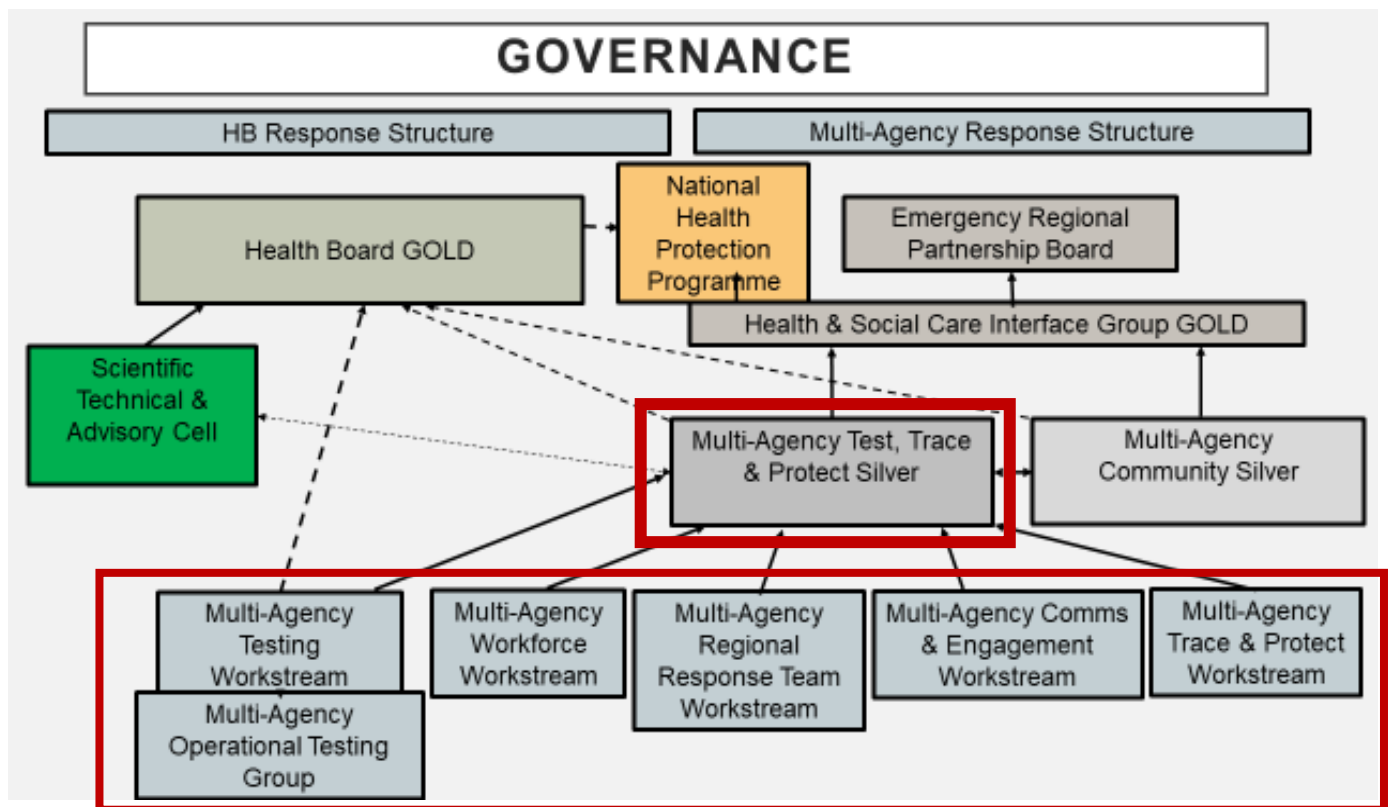 GOVERNANCE
HB Response Structure
Multi-Agency Response Structure
National
Health
Protection
Programme
Emergency Regional
Partnership Board
Health Board GOLD
Health & Social Care Interface Group GOLD
Scientific
Technical &
Advisory Cell
Multi-Agency Test, Trace
& Protect Silver
Multi-Agency
Community Silver
Multi-Agency
Testing
Workstream
Multi-Agency
Operational Testing
Group
Multi-Agency
Workforce
Workstream
Multi-Agency
Regional
Response Team
Workstream
Multi-Agency Comms
& Engagement
Workstream
Multi-Agency
Trace & Protect
Workstream